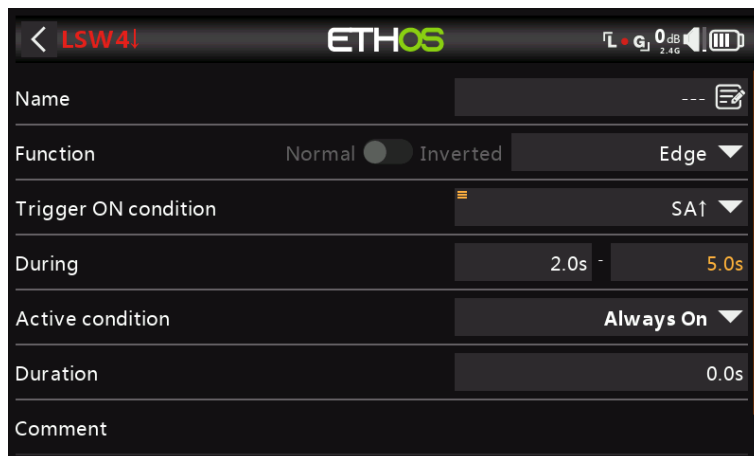 LSW4↓ ETHOS L G 0dB 2.4G
Name ---
Function Normal Inverted Edge
Trigger ON condition SA↑
During 2.0s - 5.0s
Active condition Always On
Duration 0.0s
Comment